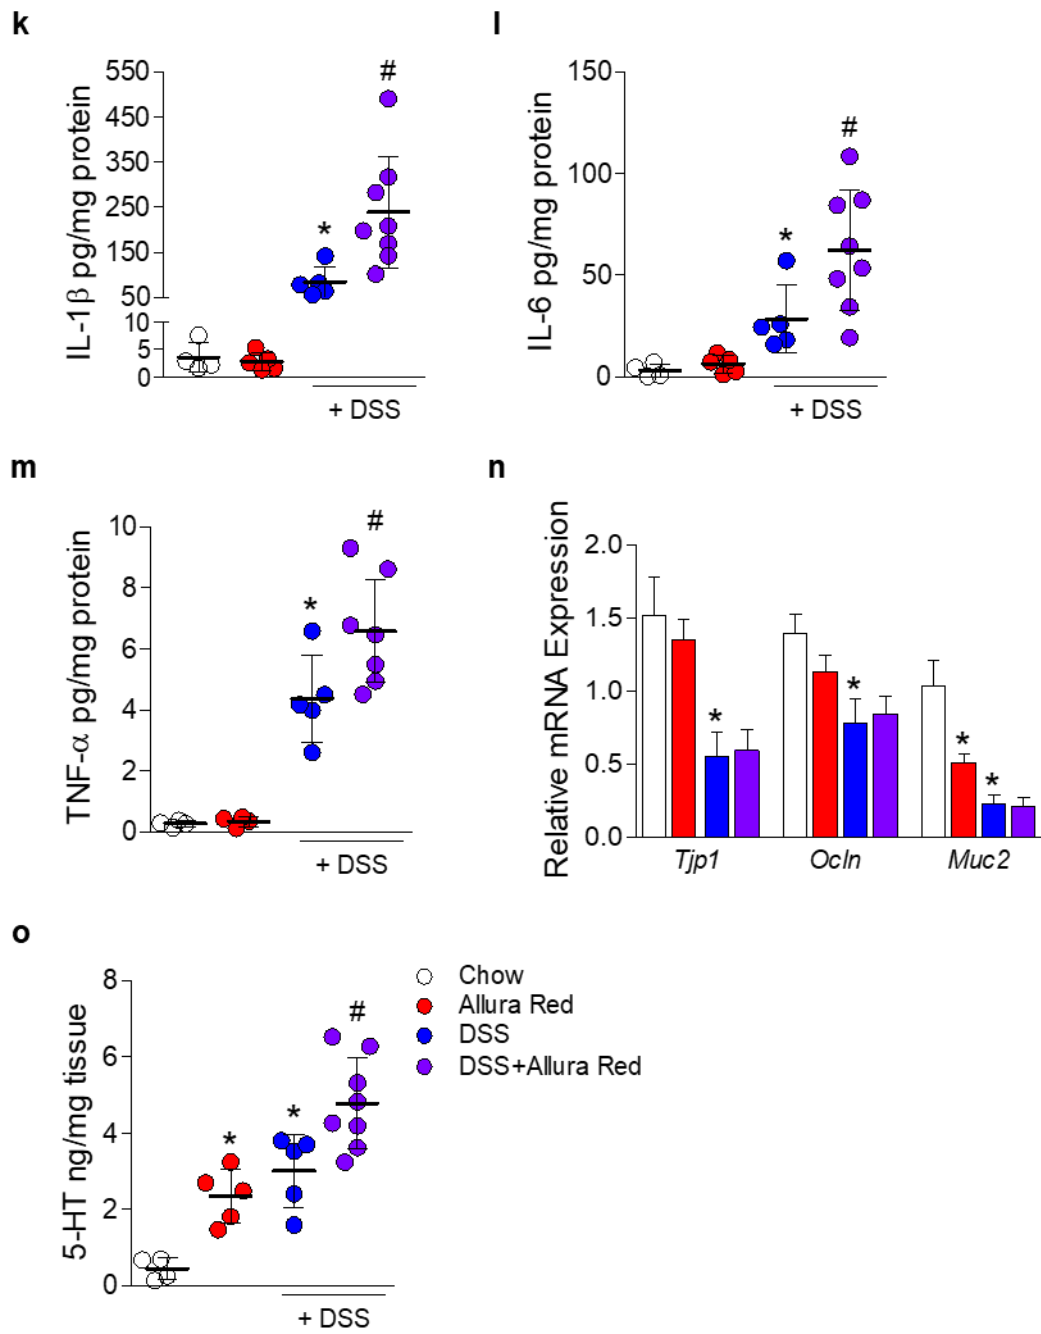 k
IL-1β pg/mg protein
550
450
350
250
150
50
10
5
0
*
#
+ DSS
l
IL-6 pg/mg protein
150
100
50
0
*
#
+ DSS
m
TNF-α pg/mg protein
10
8
6
4
2
0
*
#
+ DSS
n
Relative mRNA Expression
2.0
1.5
1.0
0.5
0.0
*
*
*
*
Tjp1 Ocln Muc2
o
5-HT ng/mg tissue
8
6
4
2
0
*
*
#
+ DSS
Chow
Allura Red
DSS
DSS+Allura Red